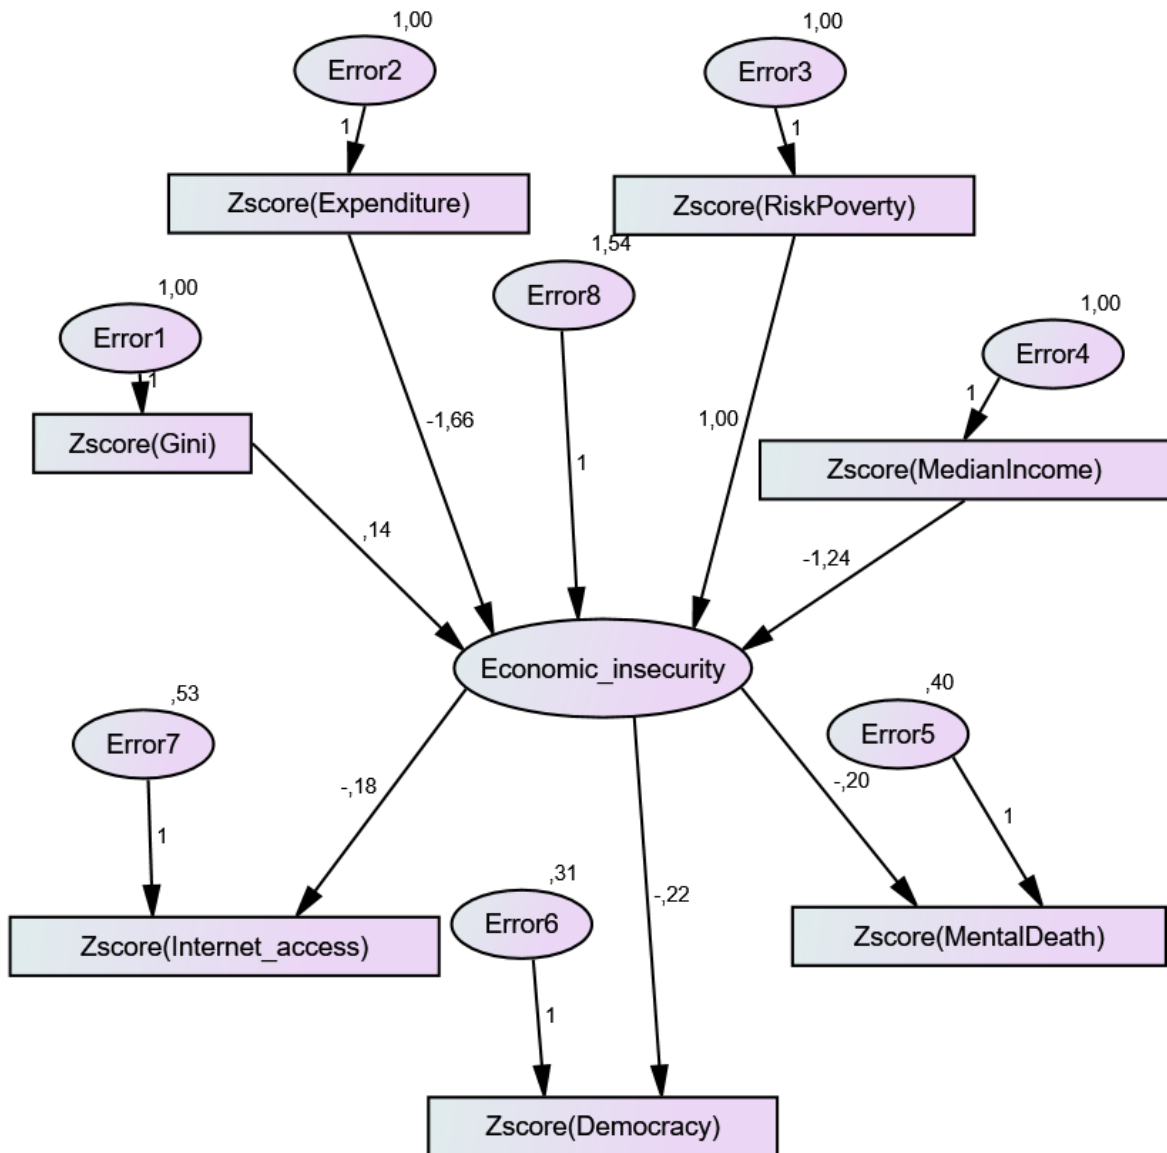 1,00
Error2
1
Zscore(Expenditure)
1,00
Error3
1
Zscore(RiskPoverty)
1,54
Error8
1
1,00
Error1
1
Zscore(Gini)
1,00
Error4
1
Zscore(MedianIncome)
-1,66
1,00
,14
-1,24
Economic_insecurity
,53
Error7
1
-,18
,40
Error5
1
-,20
Zscore(Internet_access)
,31
Error6
1
-,22
Zscore(MentalDeath)
Zscore(Democracy)